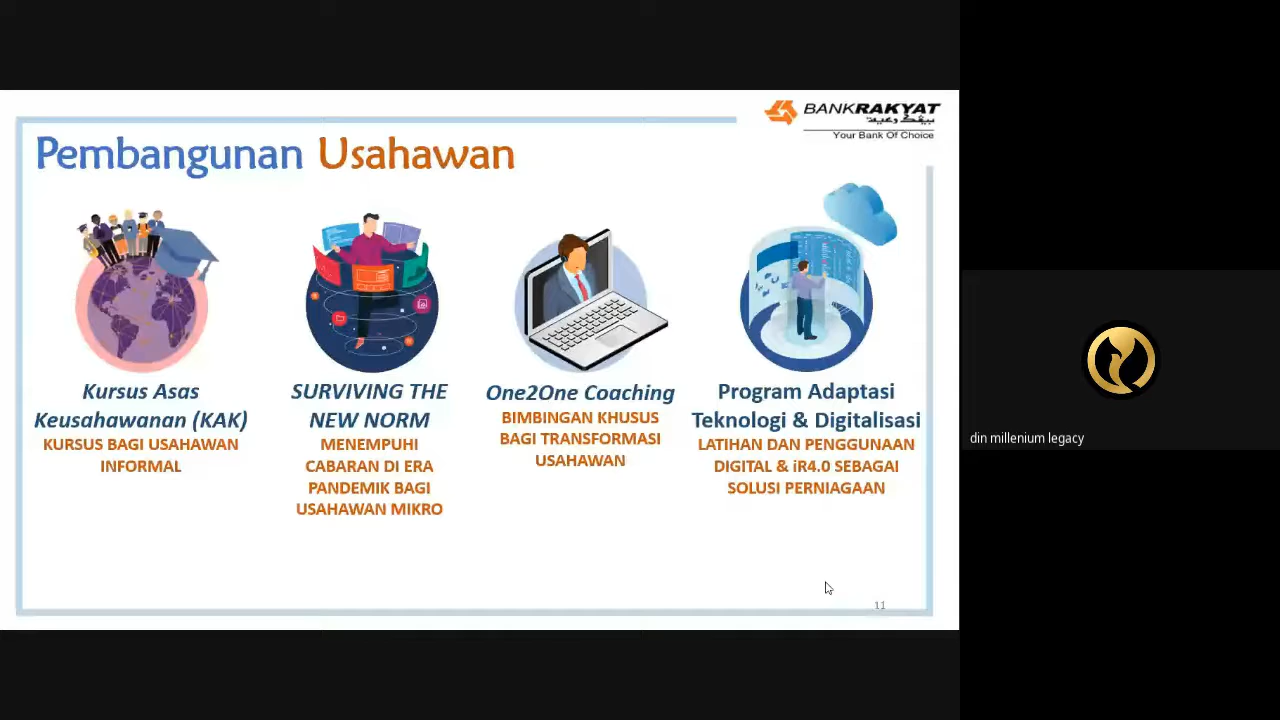 BANKRAKYAT
بيڠكرعية
Your Bank Of Choice
Pembangunan Usahawan
Kursus Asas
Keusahawanan (KAK)
KURSUS BAGI USAHAWAN
INFORMAL
SURVIVING THE
NEW NORM
MENEMPUHI
CABARAN DI ERA
PANDEMIK BAGI
USAHAWAN MIKRO
One2One Coaching
BIMBINGAN KHUSUS
BAGI TRANSFORMASI
USAHAWAN
Program Adaptasi
Teknologi & Digitalisasi
LATIHAN DAN PENGGUNAAN
DIGITAL & iR4.0 SEBAGAI
SOLUSI PERNIAGAAN
11
din millenium legacy